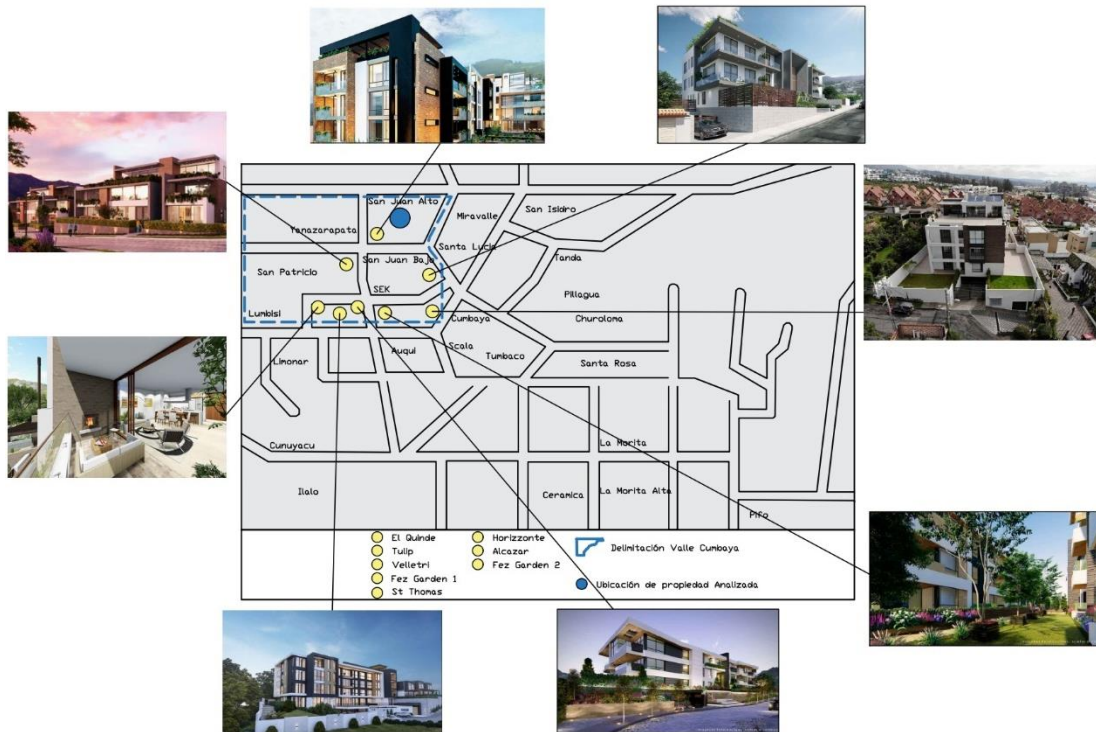 San Juan Alto
Miravalle
San Isidro
Yanazarapata
Santa Lucia
San Juan Bajo
Tanda
San Patricio
SEK
Pillagua
Lumbisi
Cumbaya
Churoloma
Limonar
Auqui
Scala
Tumbaco
Santa Rosa
Cunuyacu
La Morita
Ilalo
Ceramica
La Morita Alta
Pifo
El Quinde
Tulip
Velletri
Fez Garden 1
St Thomas
Horizzonte
Alcazar
Fez Garden 2
Delimitación Valle Cumbaya
Ubicación de propiedad Analizada